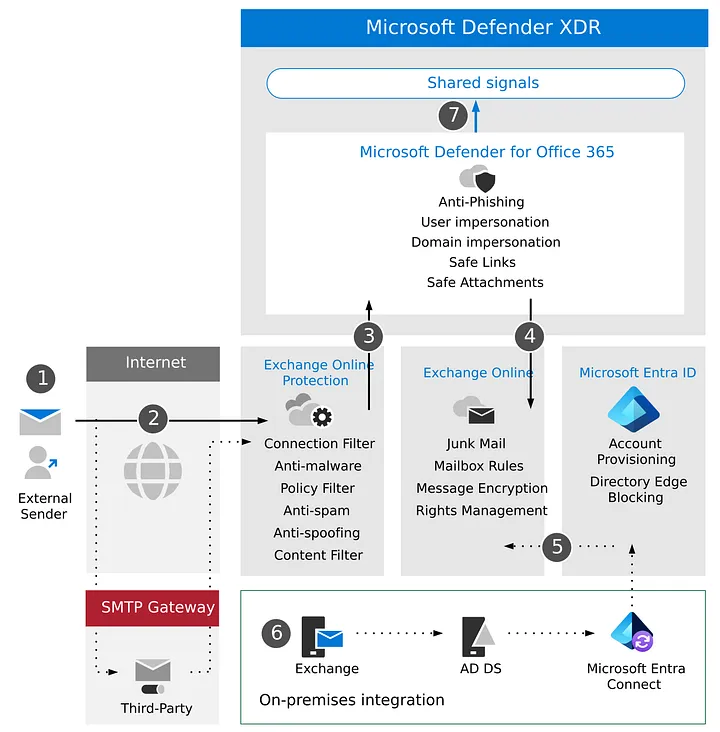 Microsoft Defender XDR
Shared signals
7
Microsoft Defender for Office 365
Anti-Phishing
User impersonation
Domain impersonation
Safe Links
Safe Attachments
3
4
1
External
Sender
Internet
2
SMTP Gateway
Third-Party
Exchange Online
Protection
Connection Filter
Anti-malware
Policy Filter
Anti-spam
Anti-spoofing
Content Filter
Exchange Online
Junk Mail
Mailbox Rules
Message Encryption
Rights Management
Microsoft Entra ID
Account
Provisioning
Directory Edge
Blocking
5
6
Exchange
AD DS
Microsoft Entra
Connect
On-premises integration